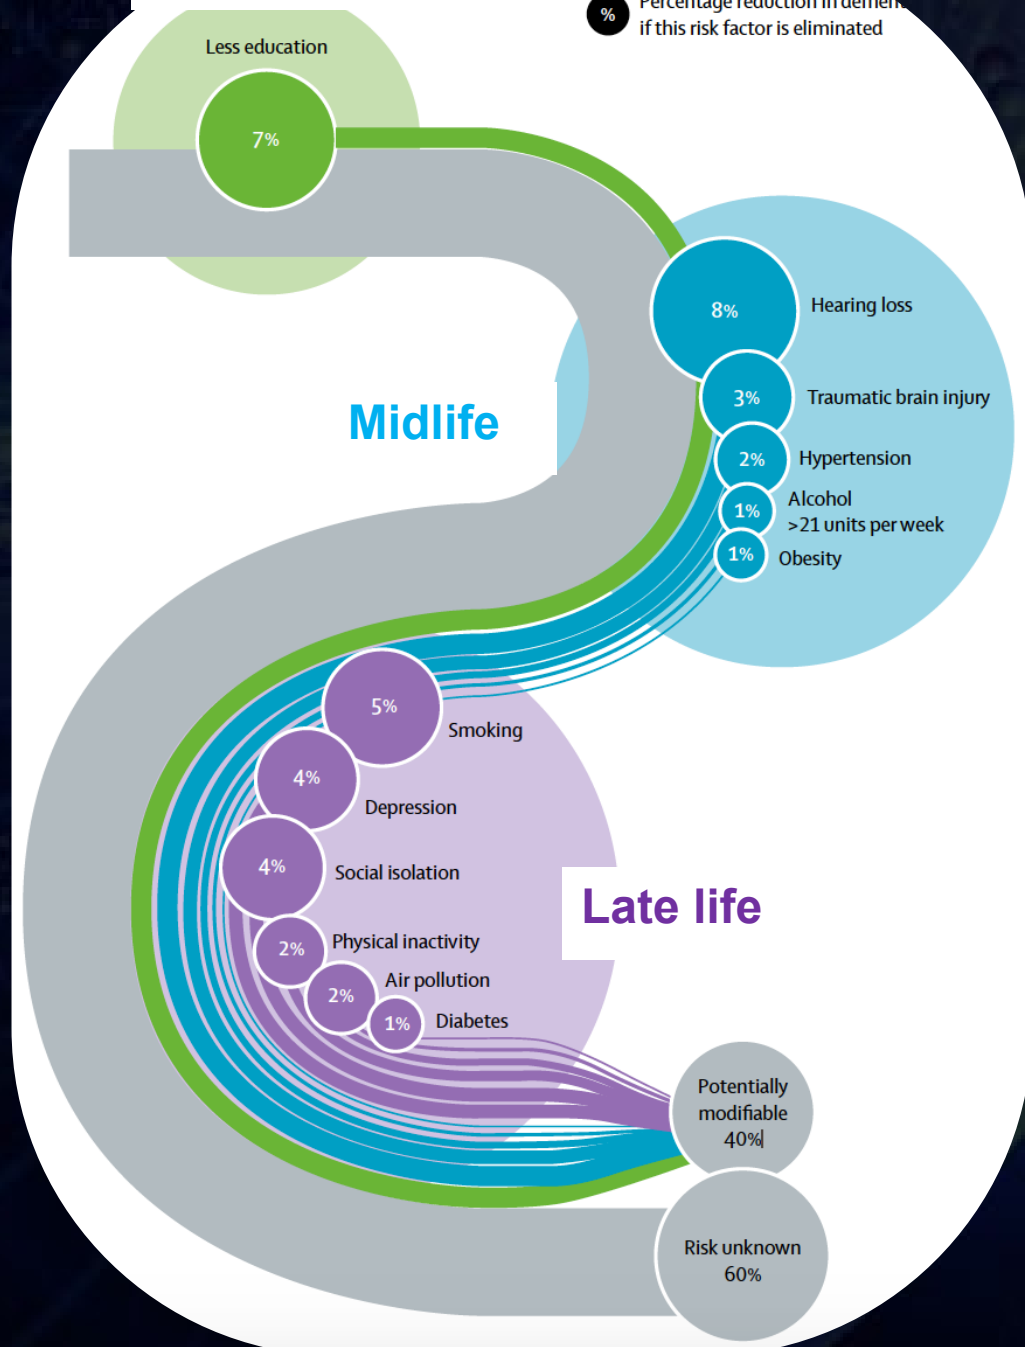 %
if this risk factor is eliminated
Less education
7%
8%
Hearing loss
3%
Traumatic brain injury
2%
Hypertension
1%
Alcohol
>21 units per week
1%
Obesity
Midlife
5%
Smoking
4%
Depression
4%
Social isolation
Late life
2%
Physical inactivity
2%
Air pollution
1%
Diabetes
Potentially
modifiable
40%
Risk unknown
60%